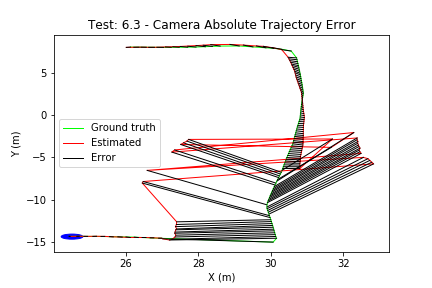 Test: 6.3 - Camera Absolute Trajectory Error
Y (m)
5
0
−5
−10
−15
Ground truth
Estimated
Error
26 28 30 32
X (m)